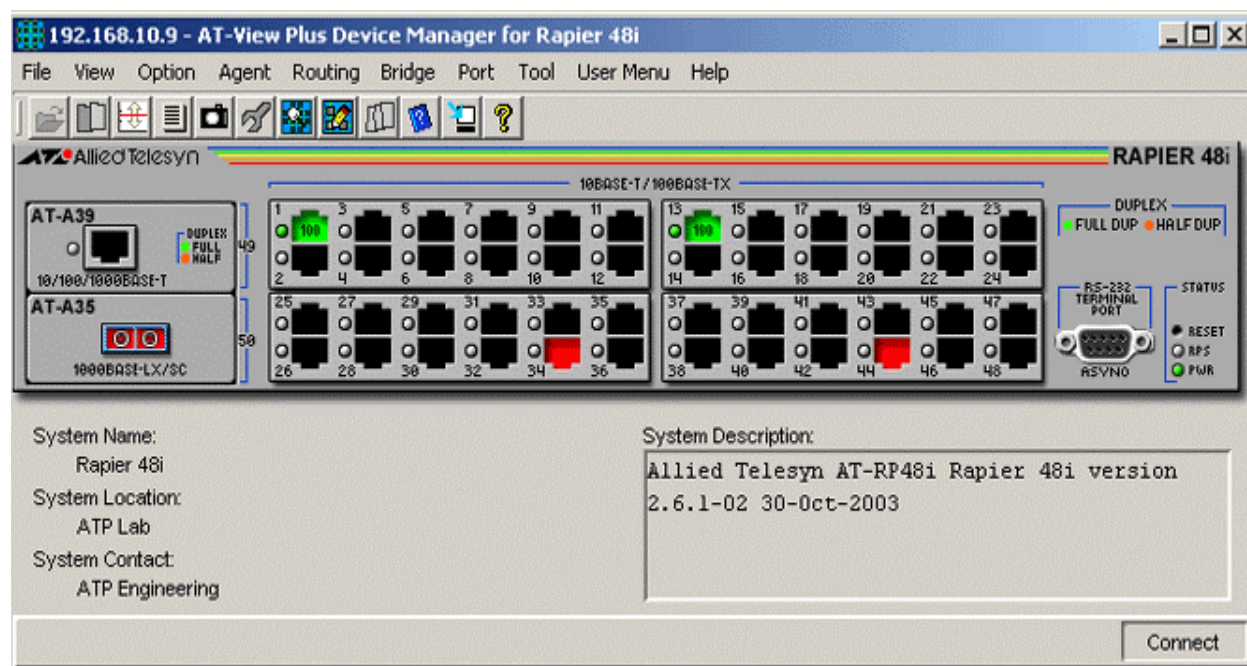 192.168.10.9 - AT-View Plus Device Manager for Rapier 48i
File View Option Agent Routing Bridge Port Tool User Menu Help
Allied Telesyn
RAPIER 48i
10BASE-T/100BASE-TX
AT-A39
DUPLEX
FULL
HALF
10/100/1000BASE-T
49
1 3 5 7 9 11 13 15 17 19 21 23
100 100
2 4 6 8 10 12 14 16 18 20 22 24
DUPLEX
FULL DUP HALF DUP
AT-A35
1000BASE-LX/SC
50
25 27 29 31 33 35 37 39 41 43 45 47
26 28 30 32 34 36 38 40 42 44 46 48
RS-232
TERMINAL
PORT
ASYN0
STATUS
RESET
RPS
PWR
System Name:
Rapier 48i
System Location:
ATP Lab
System Contact:
ATP Engineering
System Description:
Allied Telesyn AT-RP48i Rapier 48i version
2.6.1-02 30-Oct-2003
Connect